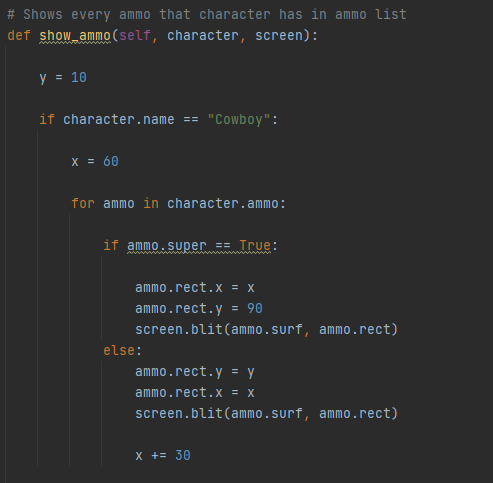 # Shows every ammo that character has in ammo list
def show_ammo(self, character, screen):
y = 10
if character.name == "Cowboy":
x = 60
for ammo in character.ammo:
if ammo.super == True:
ammo.rect.x = x
ammo.rect.y = 90
screen.blit(ammo.surf, ammo.rect)
else:
ammo.rect.y = y
ammo.rect.x = x
screen.blit(ammo.surf, ammo.rect)
x += 30